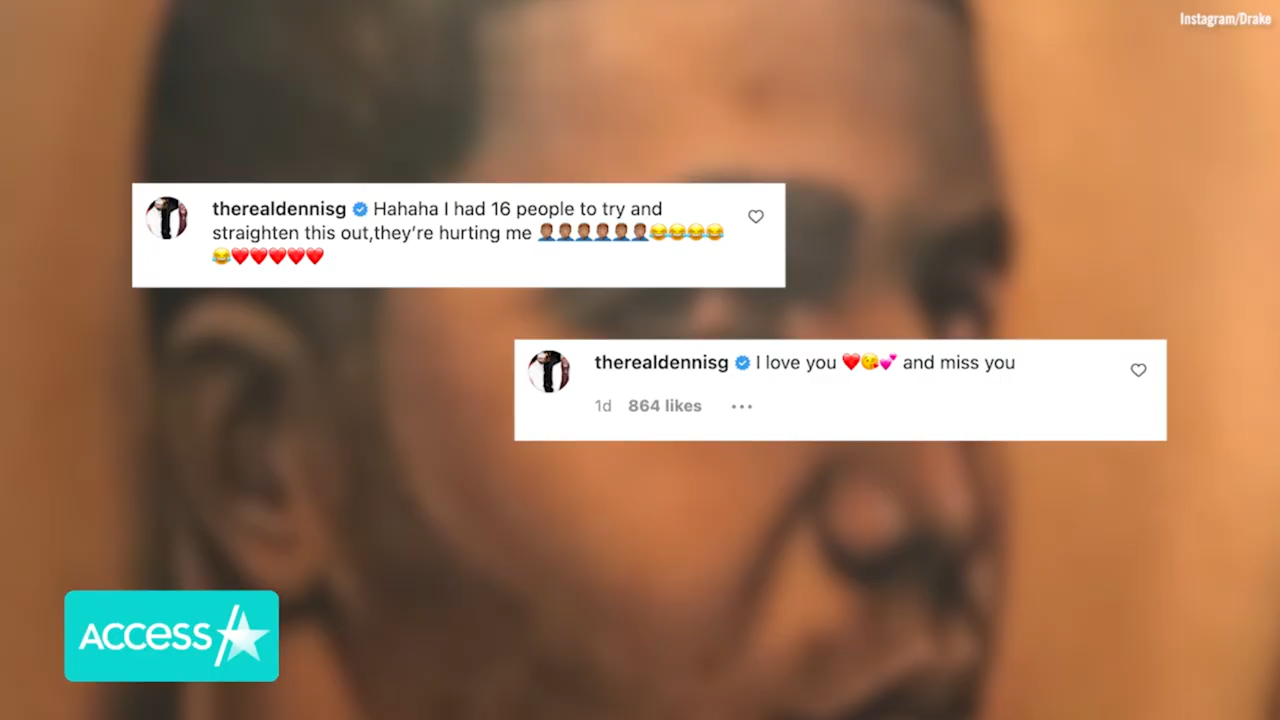 Instagram/Drake
therealdennisg Hahaha I had 16 people to try and
straighten this out,they’re hurting me 🤦🏾‍♂️🤦🏾‍♂️🤦🏾‍♂️🤦🏾‍♂️🤦🏾‍♂️🤦🏾‍♂️😂😂😂😂
😂❤️❤️❤️❤️❤️
therealdennisg I love you ❤️😘💕 and miss you
1d 864 likes ...
ACCESS